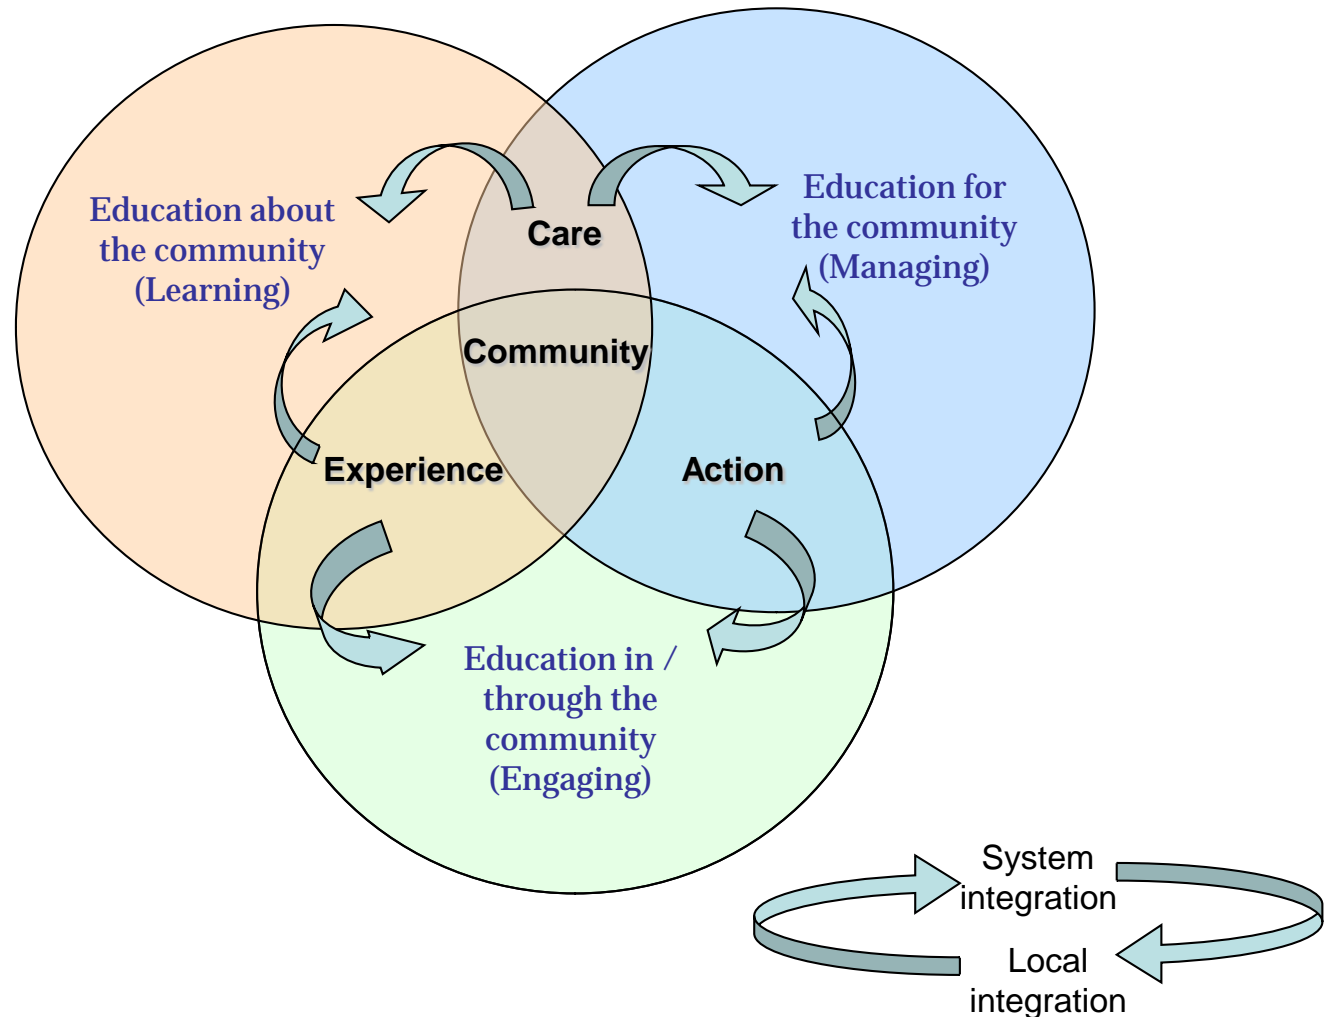 Education about
the community
(Learning)
Care
Education for
the community
(Managing)
Community
Experience
Action
Education in /
through the
community
(Engaging)
System
integration
Local
integration